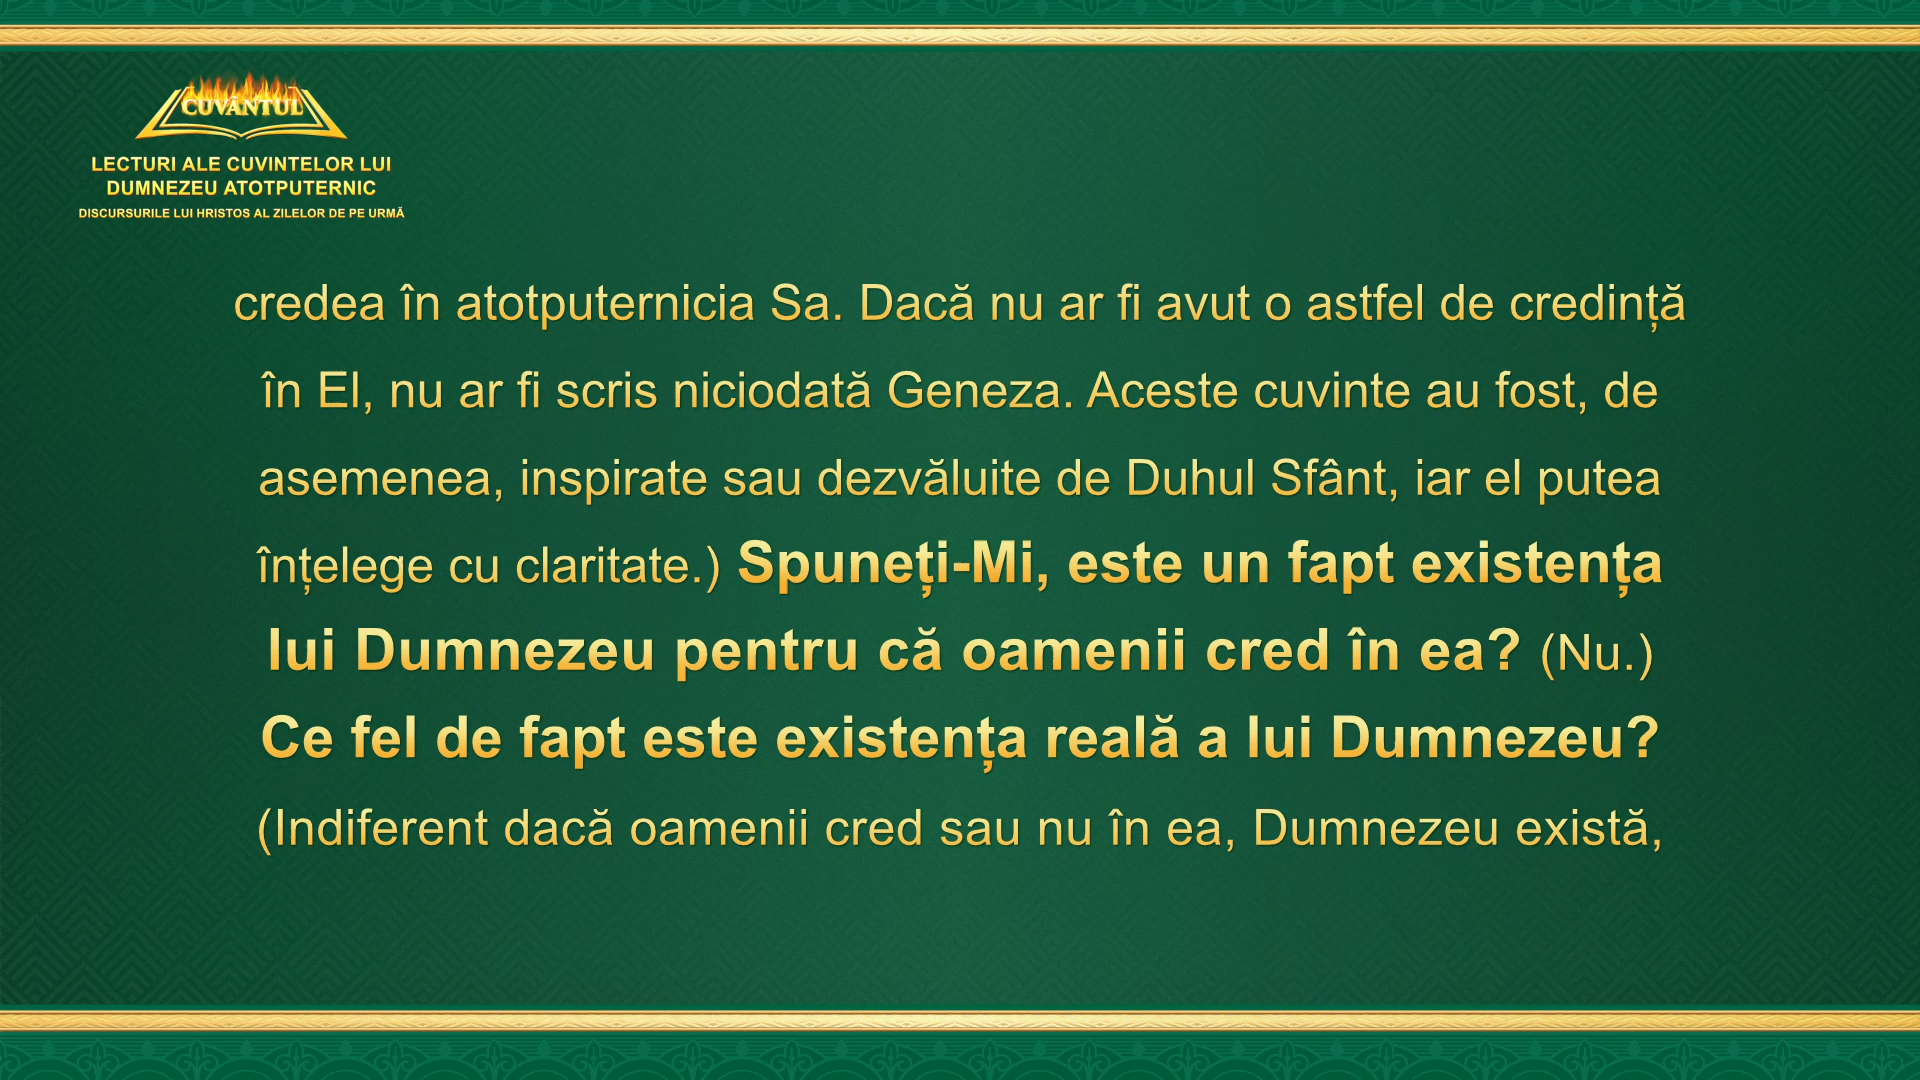 CUVÂNTUL
LECTURI ALE CUVINTELOR LUI
DUMNEZEU ATOTPUTERNIC
DISCURSURILE LUI HRISTOS AL ZILELOR DE PE URMĂ
credea în atotputernicia Sa. Dacă nu ar fi avut o astfel de credință
în El, nu ar fi scris niciodată Geneza. Aceste cuvinte au fost, de
asemenea, inspirate sau dezvăluite de Duhul Sfânt, iar el putea
înțelege cu claritate.) Spuneți-Mi, este un fapt existența
lui Dumnezeu pentru că oamenii cred în ea? (Nu.)
Ce fel de fapt este existența reală a lui Dumnezeu?
(Indiferent dacă oamenii cred sau nu în ea, Dumnezeu există,